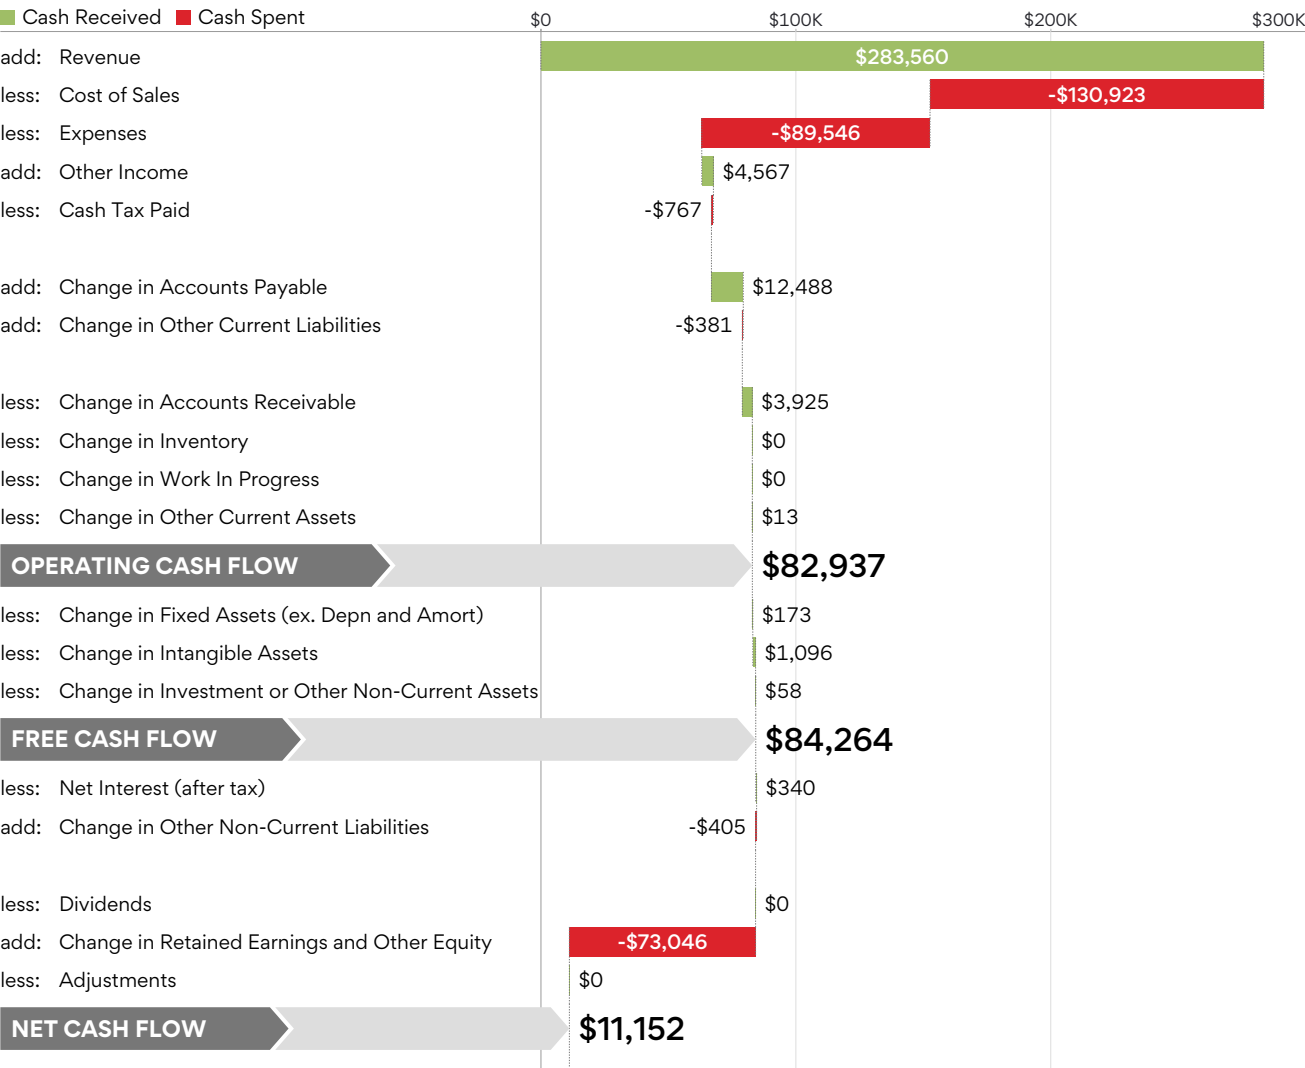 Cash Received Cash Spent $0 $100K $200K $300K
add: Revenue $283,560
less: Cost of Sales -$130,923
less: Expenses -$89,546
add: Other Income $4,567
less: Cash Tax Paid -$767
add: Change in Accounts Payable $12,488
add: Change in Other Current Liabilities -$381
less: Change in Accounts Receivable $3,925
less: Change in Inventory $0
less: Change in Work In Progress $0
less: Change in Other Current Assets $13
OPERATING CASH FLOW $82,937
less: Change in Fixed Assets (ex. Depn and Amort) $173
less: Change in Intangible Assets $1,096
less: Change in Investment or Other Non-Current Assets $58
FREE CASH FLOW $84,264
less: Net Interest (after tax) $340
add: Change in Other Non-Current Liabilities -$405
less: Dividends $0
add: Change in Retained Earnings and Other Equity -$73,046
less: Adjustments $0
NET CASH FLOW $11,152